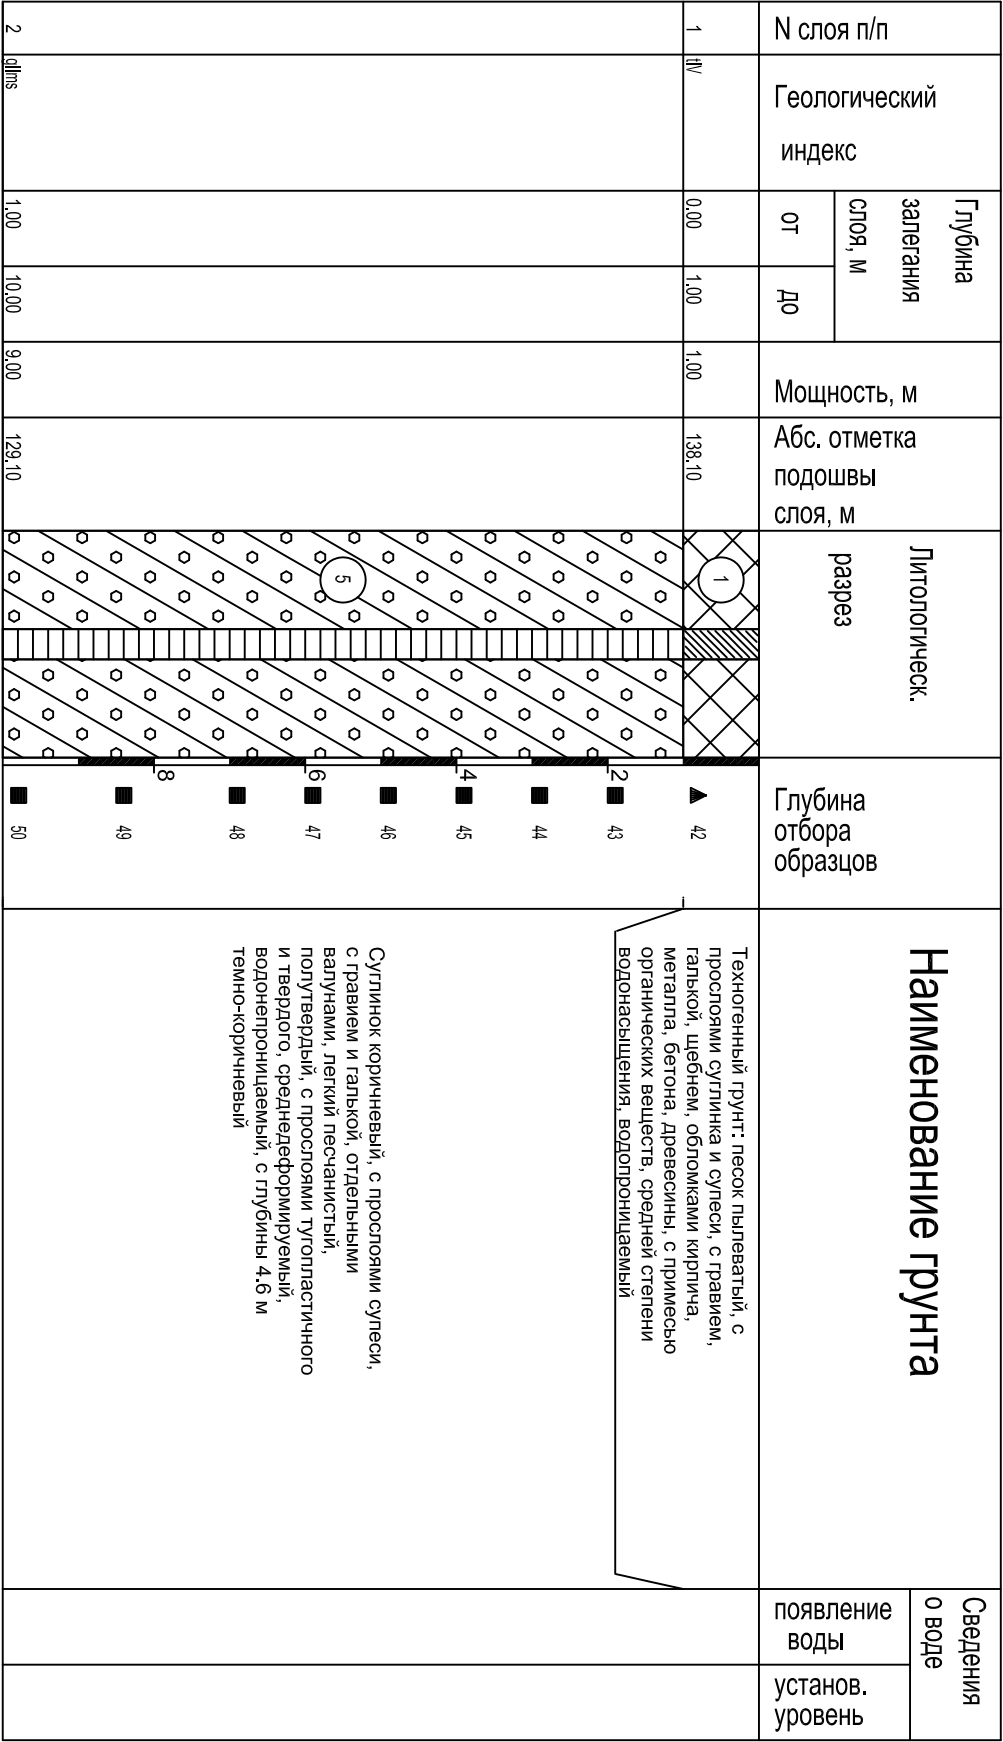 N слоя п/п
Геологический
индекс
Глубина
залегания
слоя, м
от
до
Мощность, м
Абс. отметка
подошвы
слоя, м
Литологическ.
разрез
Глубина
отбора
образцов
Наименование грунта
Сведения
о воде
появление
воды
установ.
уровень
1
tIV
0.00
1.00
1.00
138.10
1
42
Техногенный грунт: песок пылеватый, с
прослоями суглинка и супеси, с гравием,
галькой, щебнем, обломками кирпича,
металла, бетона, древесины, с примесью
органических веществ, средней степени
водонасыщения, водопроницаемый
2
43
44
4
45
46
6
47
48
8
49
50
5
Суглинок коричневый, с прослоями супеси,
с гравием и галькой, отдельными
валунами, легкий песчанистый,
полутвердый, с прослоями тугопластичного
и твердого, среднедеформируемый,
водонепроницаемый, с глубины 4.6 м
темно-коричневый
2
gIIms
1.00
10.00
9.00
129.10